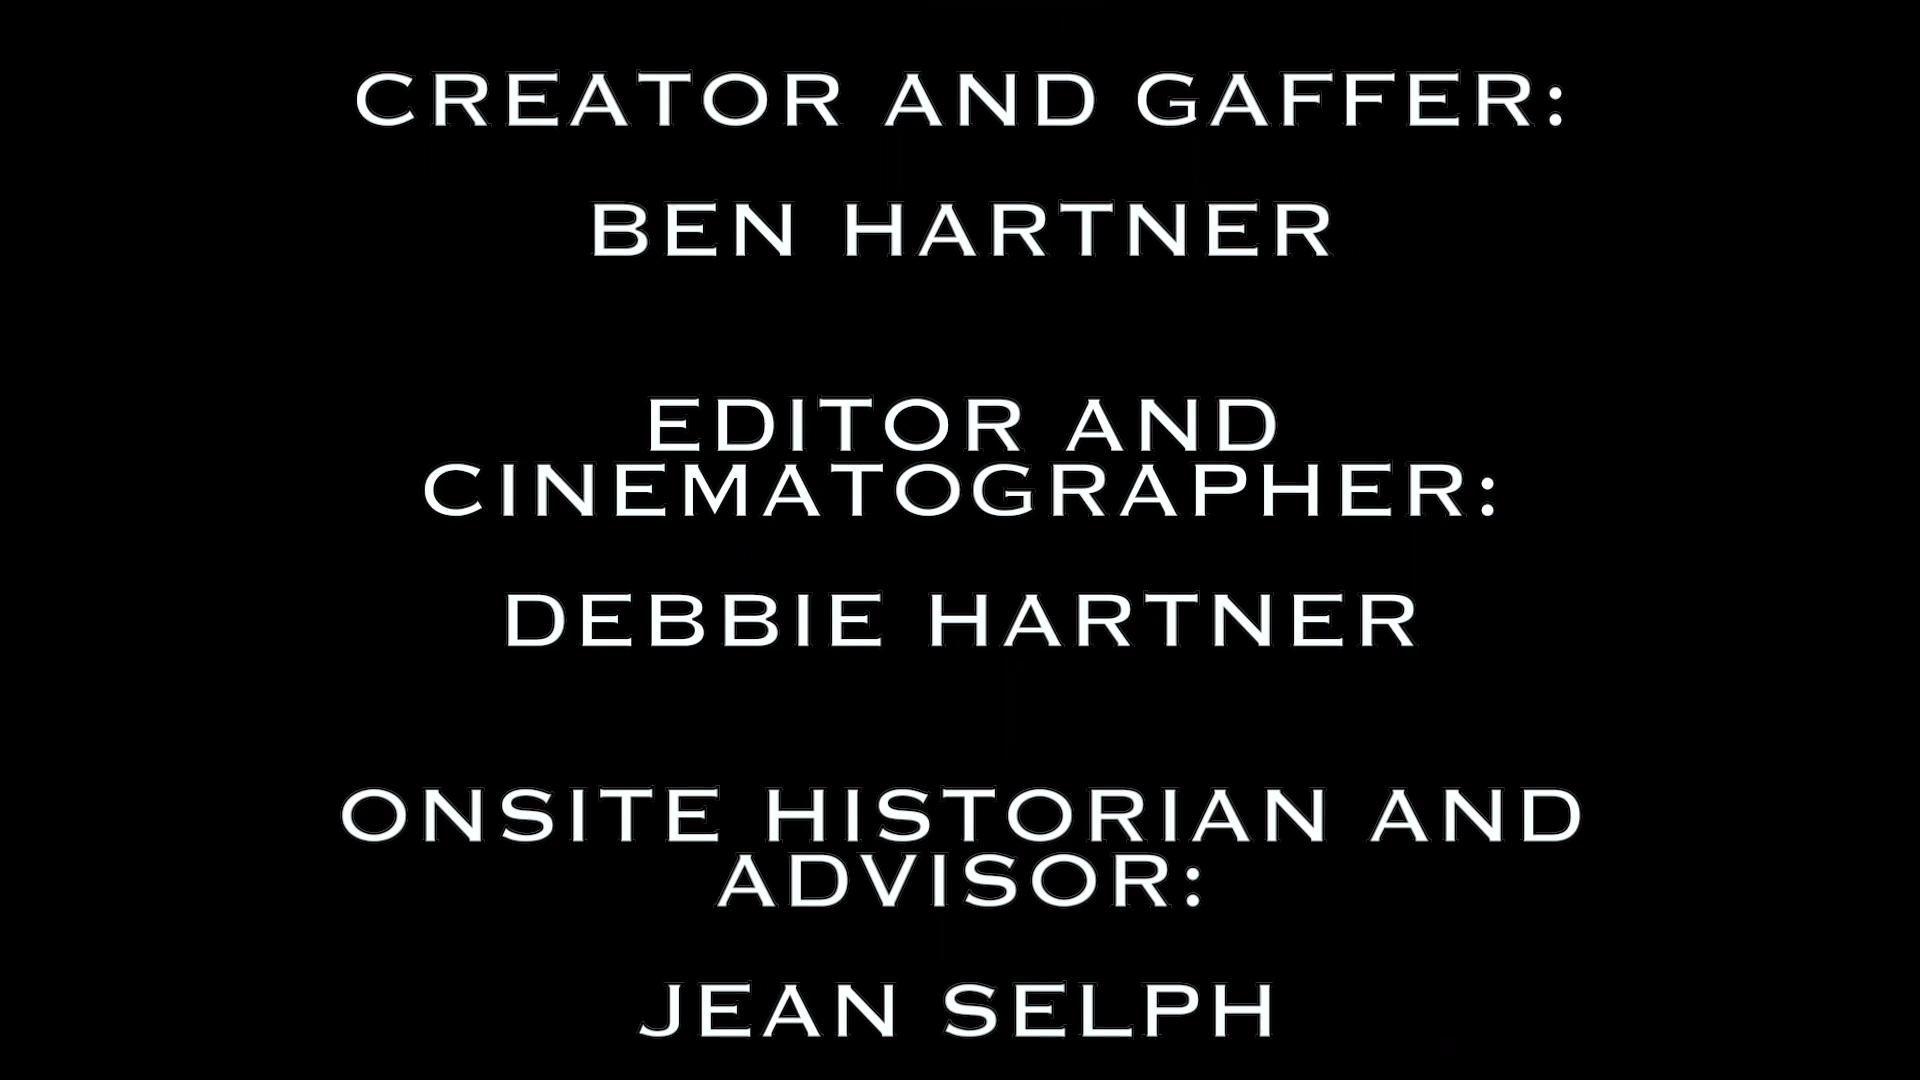 CREATOR AND GAFFER:
BEN HARTNER
EDITOR AND
CINEMATOGRAPHER:
DEBBIE HARTNER
ONSITE HISTORIAN AND
ADVISOR:
JEAN SELPH